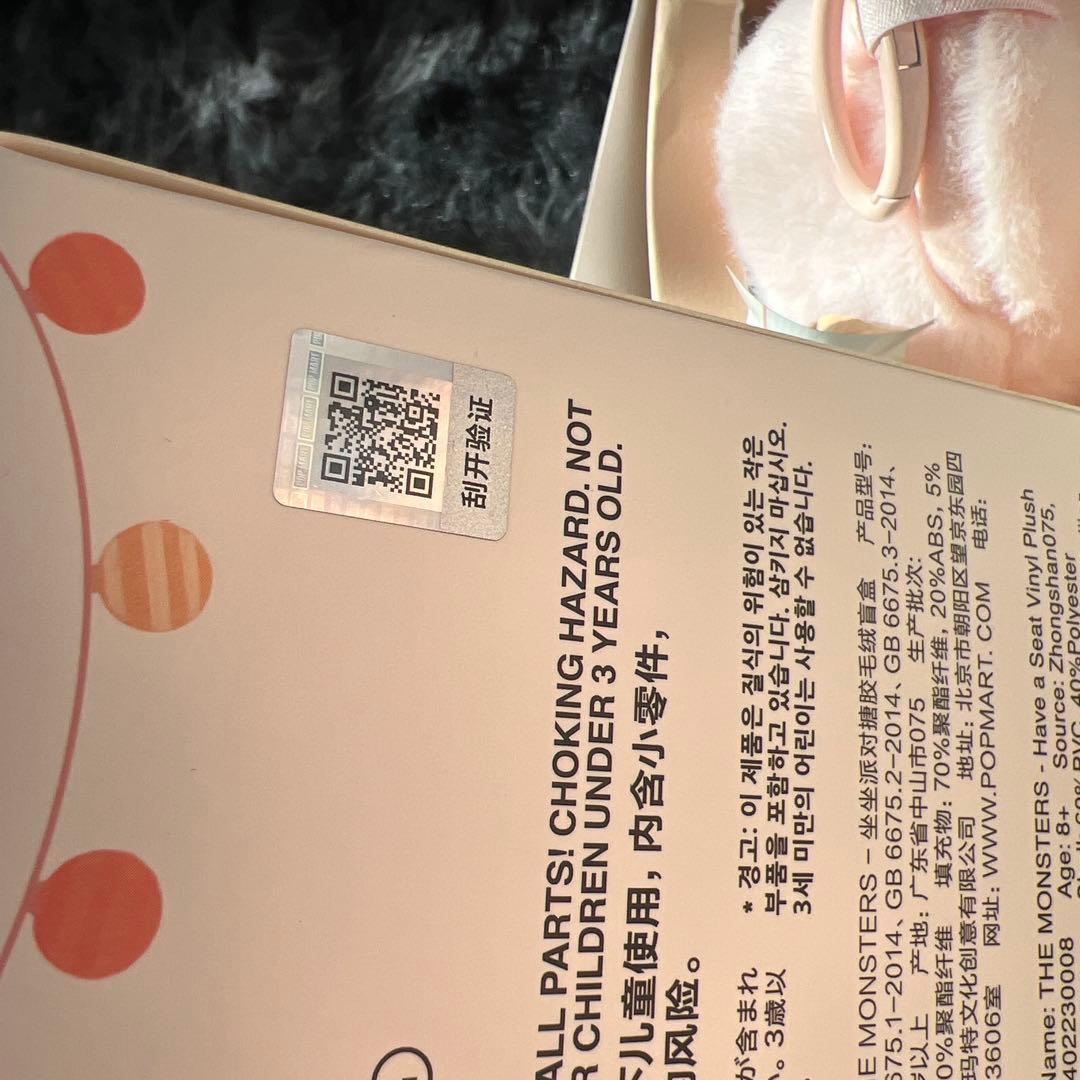 POP MART
刮开验证
ALL PARTS! CHOKING HAZARD. NOT
CHILDREN UNDER 3 YEARS OLD.
儿童使用，内含小零件，
风险。
が含まれ
。3歳以
* 경고: 이 제품은 질식의 위험이 있는 작은
부품을 포함하고 있습니다. 삼키지 마십시오.
3세 미만의 어린이는 사용할 수 없습니다.
E MONSTERS – 坐坐派对搪胶毛绒盲盒 产品型号:
675.1–2014、GB 6675.2–2014、GB 6675.3–2014、
岁以上 产地: 广东省中山市075 生产批次:
0%聚酯纤维 填充物: 70%聚酯纤维, 20%ABS, 5%
玛特文化创意有限公司 地址: 北京市朝阳区望京东园四
3606室 网址: WWW.POPMART.COM 电话:
Name: THE MONSTERS - Have a Seat Vinyl Plush
402230008 Age: 8+ Source: Zhongshan075,
PVC, 40%Polyester